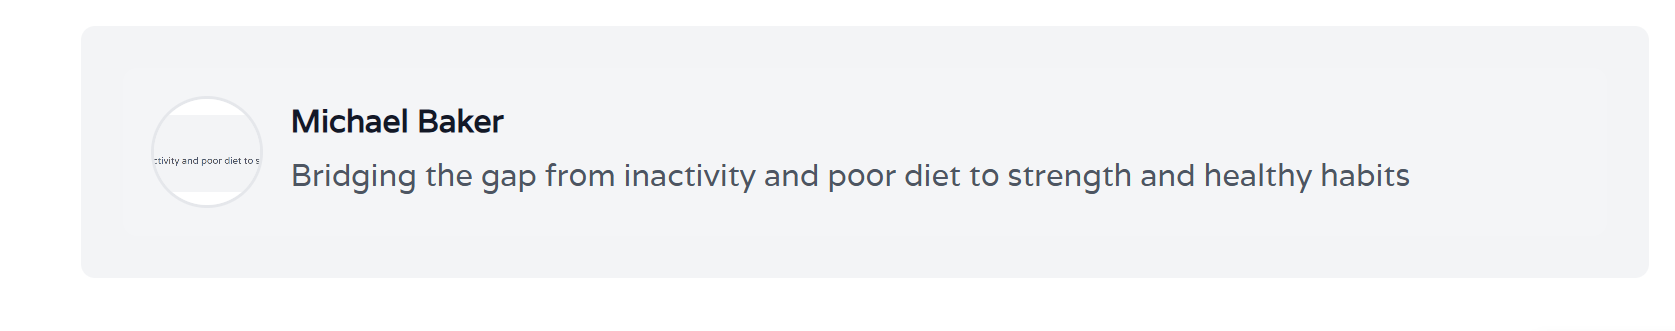 Michael Baker
Bridging the gap from inactivity and poor diet to strength and healthy habits
ctivity and poor diet to s